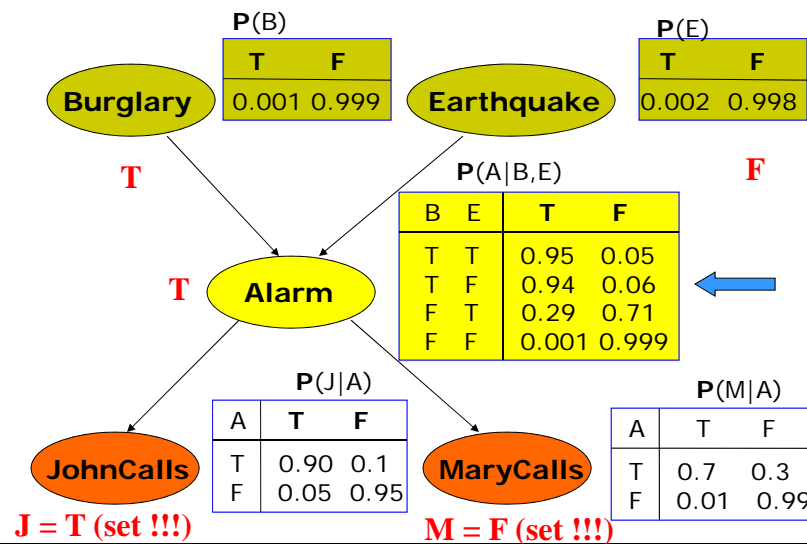 P(B)
T F
0.001 0.999
P(E)
T F
0.002 0.998
Burglary
Earthquake
T
F
P(A|B,E)
B E T F
T T 0.95 0.05
T F 0.94 0.06
F T 0.29 0.71
F F 0.001 0.999
T
Alarm
P(J|A)
A T F
T 0.90 0.1
F 0.05 0.95
P(M|A)
A T F
T 0.7 0.3
F 0.01 0.99
JohnCalls
MaryCalls
J = T (set !!!)
M = F (set !!!)